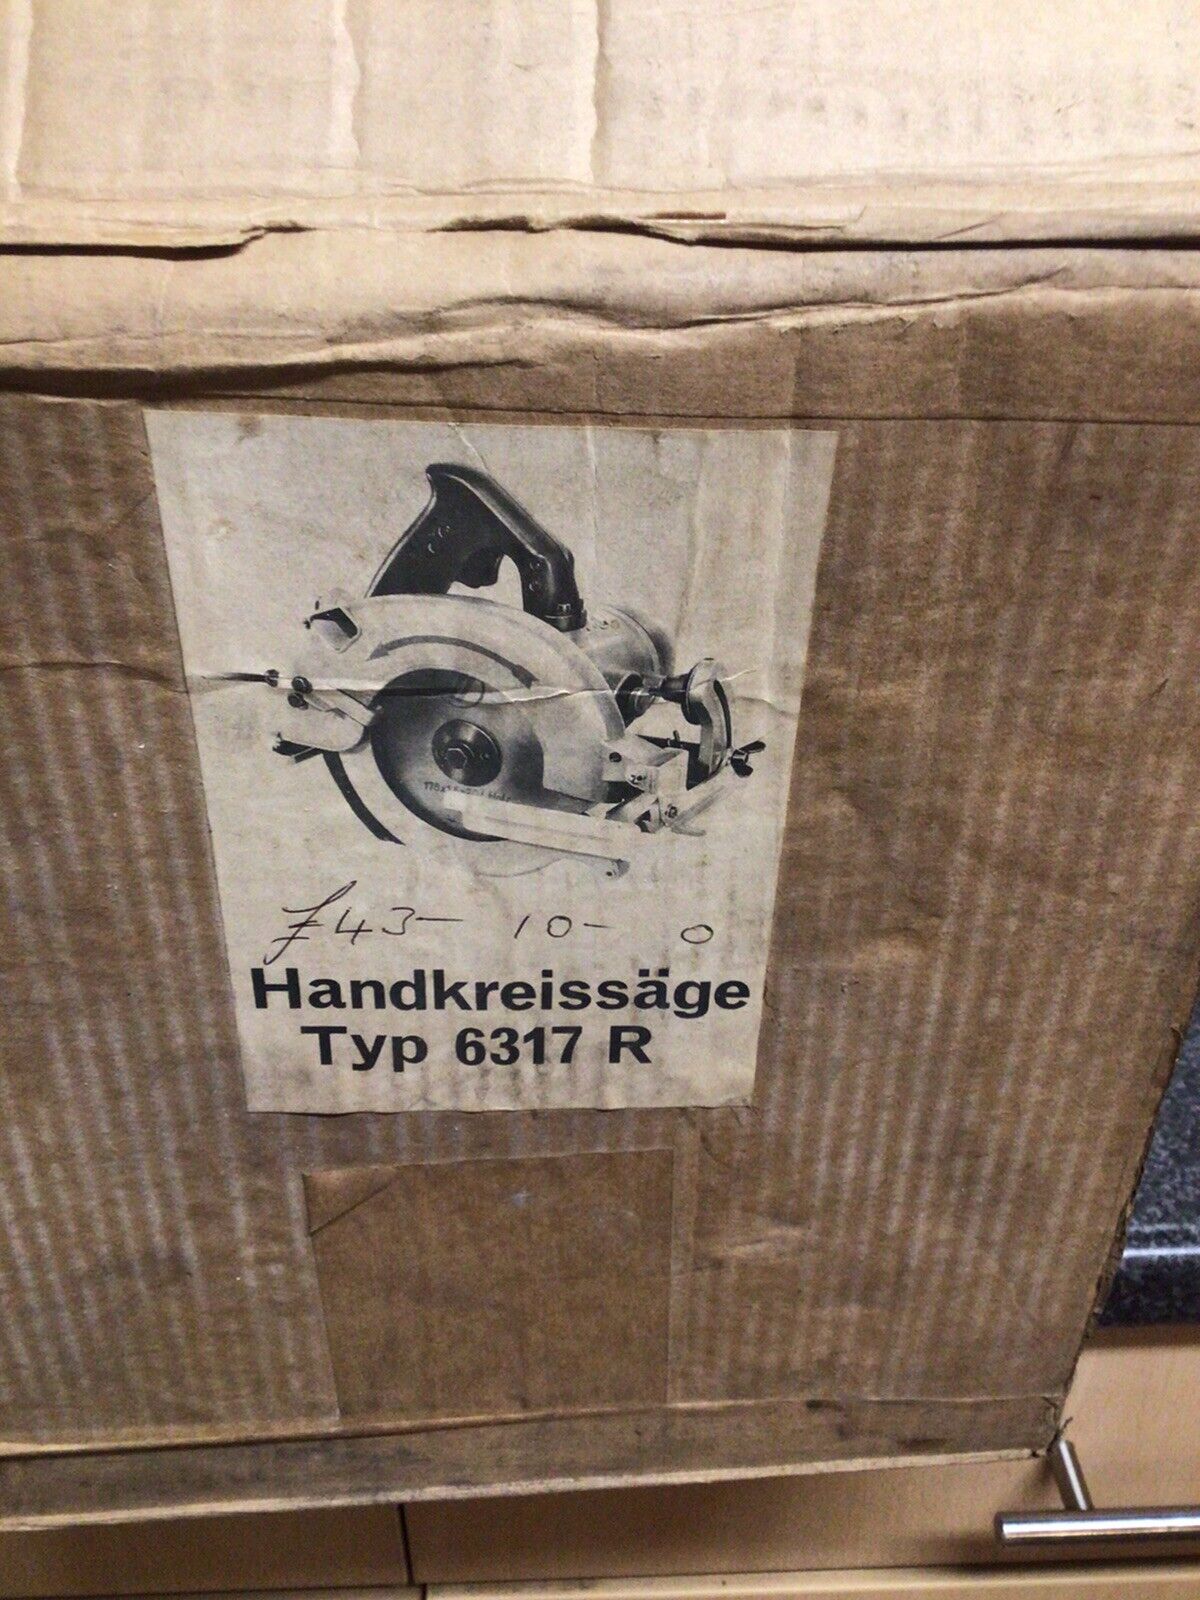 £43- 10- 0
Handkreissäge
Typ 6317 R